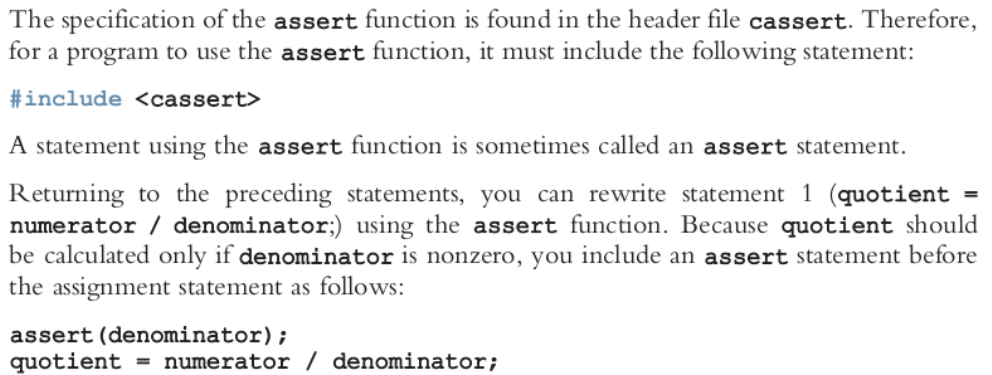 The specification of the assert function is found in the header file cassert. Therefore,
for a program to use the assert function, it must include the following statement:
#include <cassert>
A statement using the assert function is sometimes called an assert statement.
Returning to the preceding statements, you can rewrite statement 1 (quotient =
numerator / denominator;) using the assert function. Because quotient should
be calculated only if denominator is nonzero, you include an assert statement before
the assignment statement as follows:
assert(denominator);
quotient = numerator / denominator;